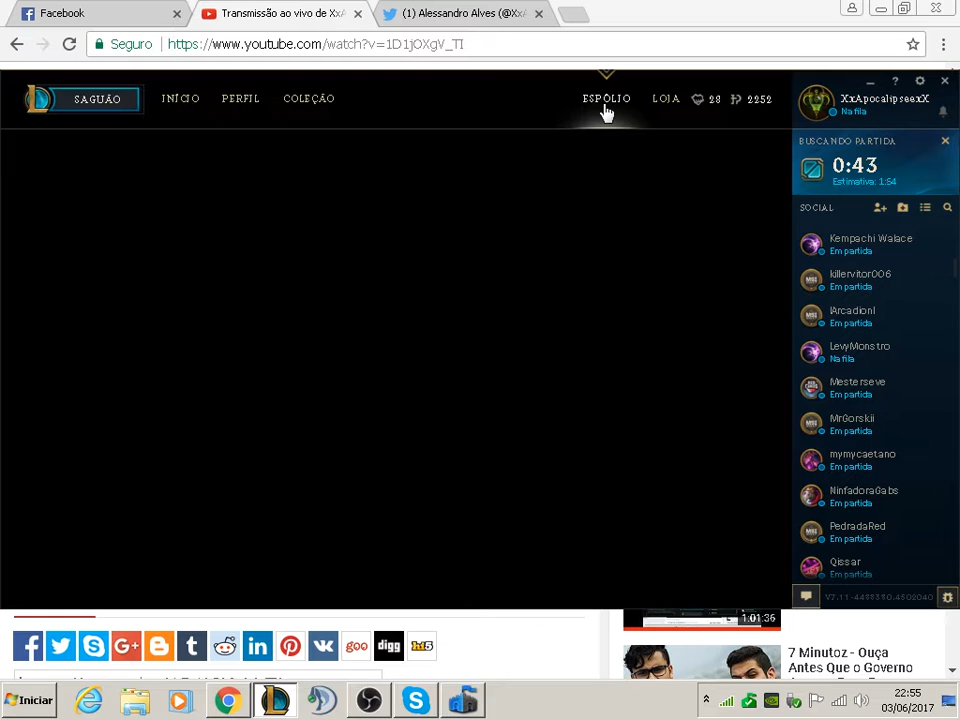 Facebook
Transmissão ao vivo de XxA
(1) Alessandro Alves (@XxA
Seguro
https://www.youtube.com/watch?v=1D1jOXgV_TI
SAGUÃO
INÍCIO
PERFIL
COLEÇÃO
ESPÓLIO
LOJA
28
2252
XxApocalipseexX
Na fila
BUSCANDO PARTIDA
0:43
Estimativa: 1:54
SOCIAL
Kempachi Walace
Em partida
killervitor006
Em partida
lArcadionl
Em partida
LevyMonstro
Na fila
Mesterseve
Em partida
MrGorskii
Em partida
mymycaetano
Em partida
NinfadoraGabs
Em partida
PedradaRed
Em partida
Qissar
Em partida
1:01:36
goo
digg
hi5
7 Minutoz - Ouça
Antes Que o Governo
Iniciar
22:55
03/06/2017